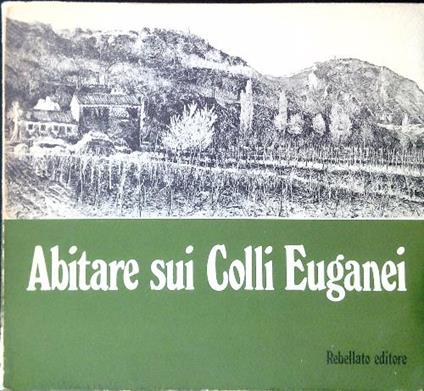 Abitare sui Colli Euganei
Rebellato editore